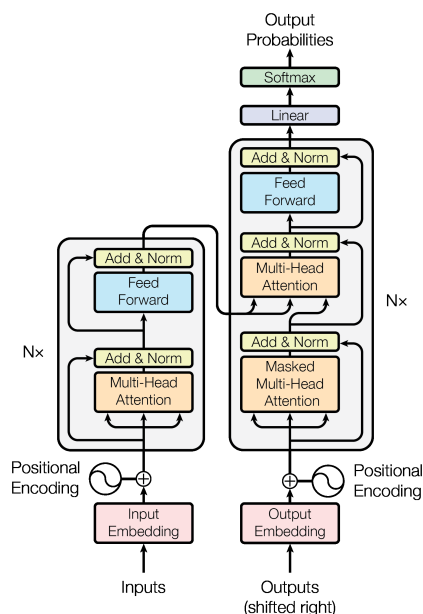 Output
Probabilities
Softmax
Linear
Add & Norm
Feed
Forward
Add & Norm
Multi-Head
Attention
Add & Norm
Masked
Multi-Head
Attention
N×
Add & Norm
Feed
Forward
N×
Add & Norm
Multi-Head
Attention
Positional
Encoding
Positional
Encoding
Input
Embedding
Output
Embedding
Inputs
Outputs
(shifted right)